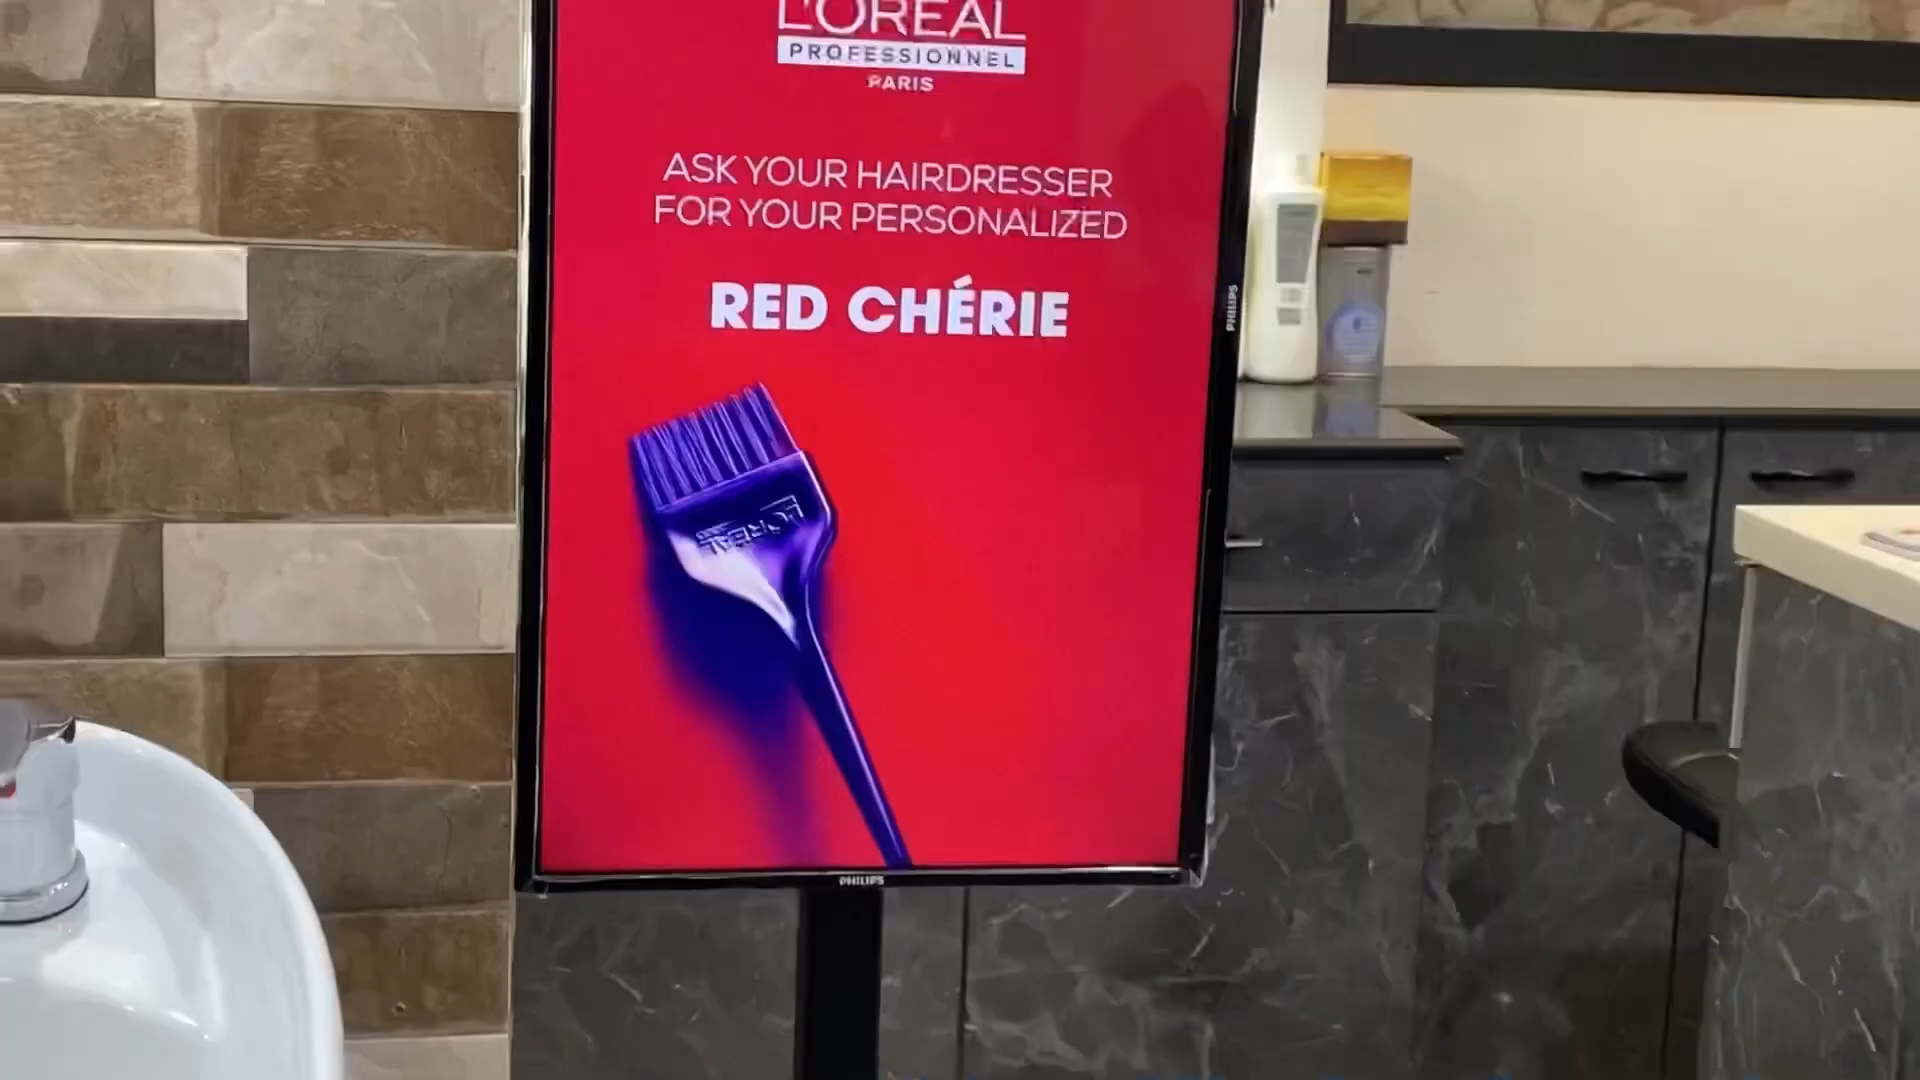 L'ORÉAL
PROFESSIONNEL
PARIS
ASK YOUR HAIRDRESSER
FOR YOUR PERSONALIZED
RED CHÉRIE
L'ORÉAL
PHILIPS
PHILIPS